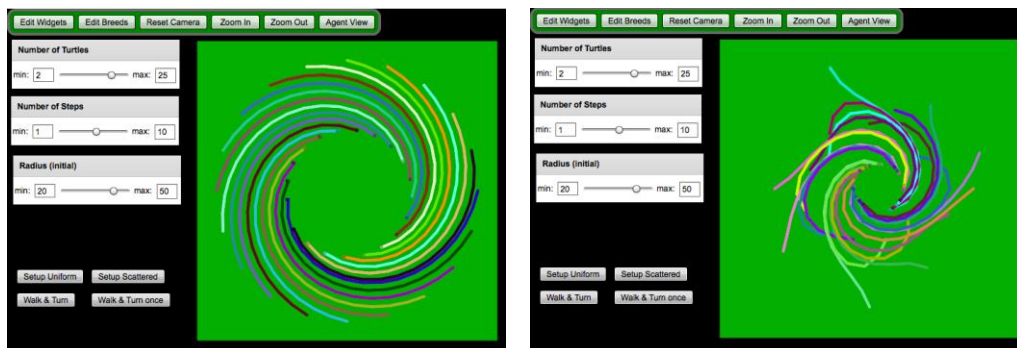 Edit Widgets Edit Breeds Reset Camera Zoom In Zoom Out Agent View
Number of Turtles
min: 2 max: 25
Number of Steps
min: 1 max: 10
Radius (initial)
min: 20 max: 50
Setup Uniform Setup Scattered
Walk & Turn Walk & Turn once
Edit Widgets Edit Breeds Reset Camera Zoom In Zoom Out Agent View
Number of Turtles
min: 2 max: 25
Number of Steps
min: 1 max: 10
Radius (initial)
min: 20 max: 50
Setup Uniform Setup Scattered
Walk & Turn Walk & Turn once